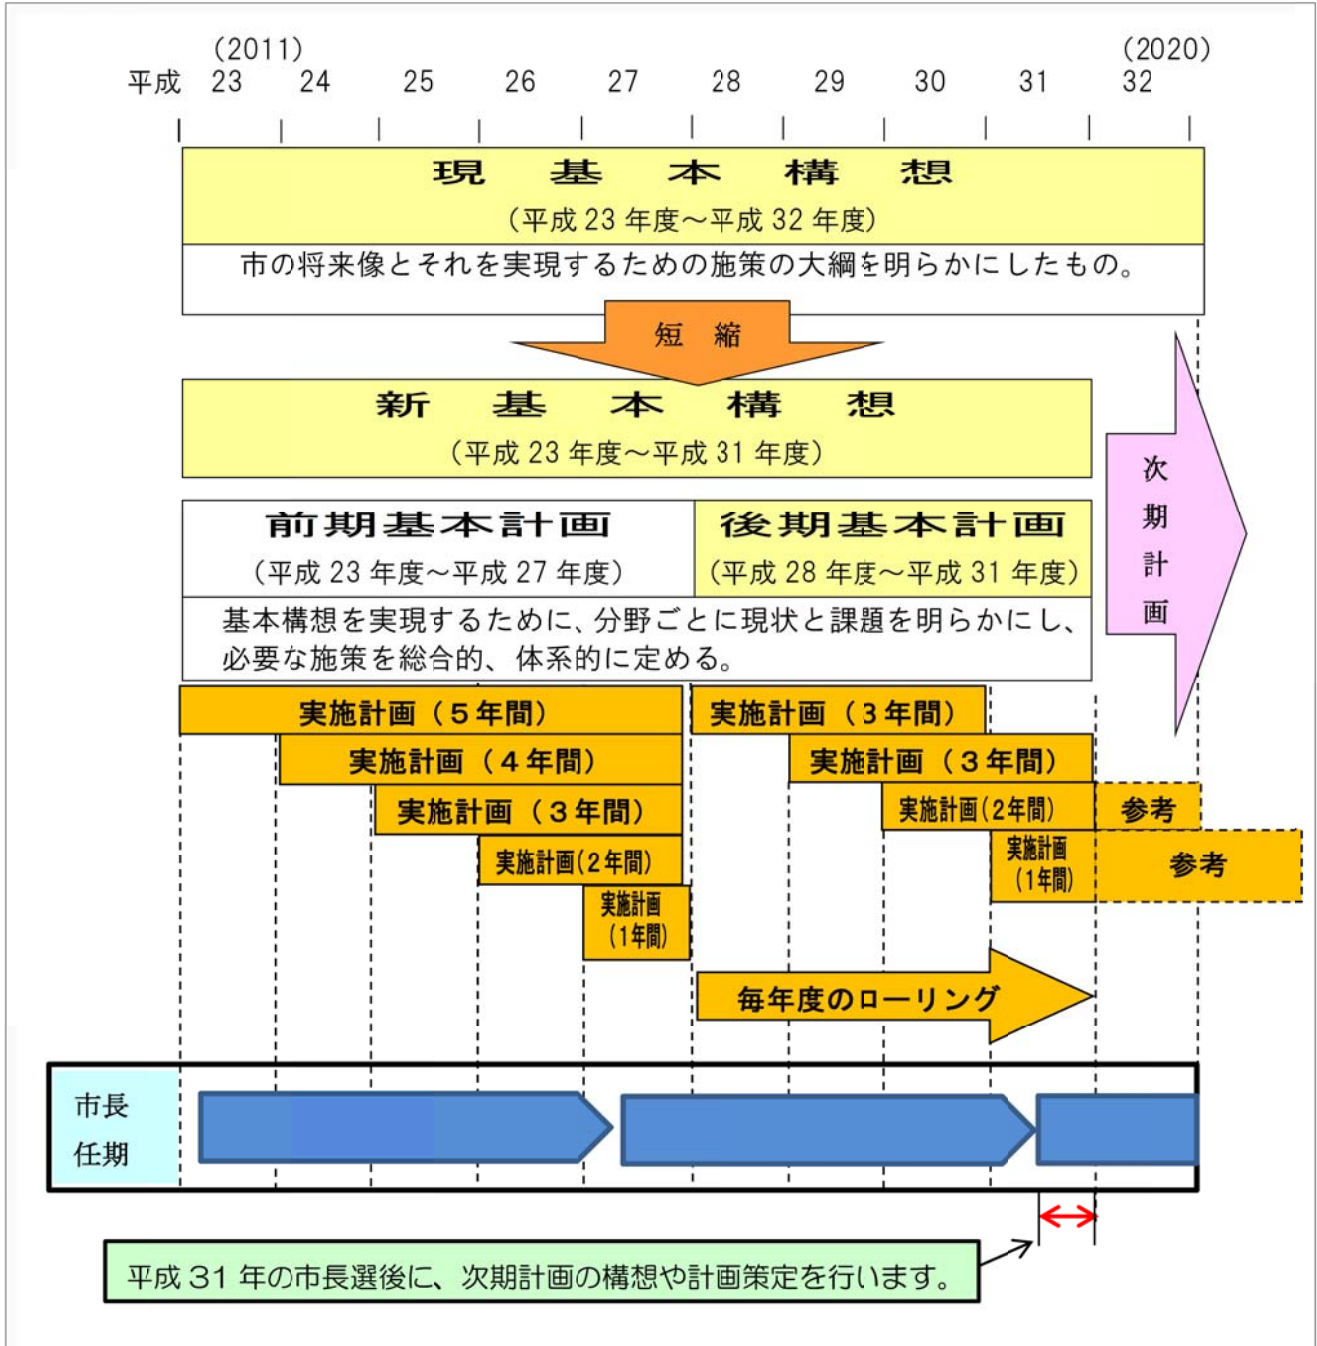 (2011) (2020)
平成 23 24 25 26 27 28 29 30 31 32
現基本構想
(平成 23 年度～平成 32 年度)
市の将来像とそれを実現するための施策の大綱を明らかにしたもの。
短縮
新基本構想
(平成 23 年度～平成 31 年度)
次期計画
前期基本計画
(平成 23 年度～平成 27 年度)
後期基本計画
(平成 28 年度～平成 31 年度)
基本構想を実現するために、分野ごとに現状と課題を明らかにし、
必要な施策を総合的、体系的に定める。
実施計画（５年間）
実施計画（３年間）
実施計画（４年間）
実施計画（３年間）
実施計画（３年間）
実施計画(２年間)
参考
実施計画(２年間)
実施計画
(１年間)
参考
実施計画
(１年間)
毎年度のローリング
市長
任期
平成 31 年の市長選後に、次期計画の構想や計画策定を行います。